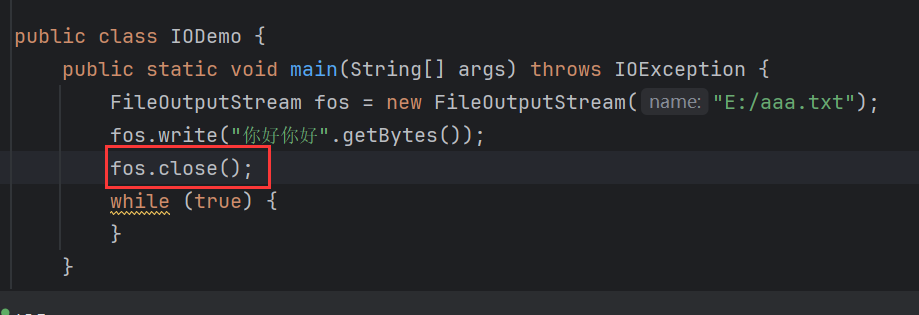 public class IODemo {
public static void main(String[] args) throws IOException {
FileOutputStream fos = new FileOutputStream( name: "E:/aaa.txt");
fos.write("你好你好".getBytes());
fos.close();
while (true) {
}
}